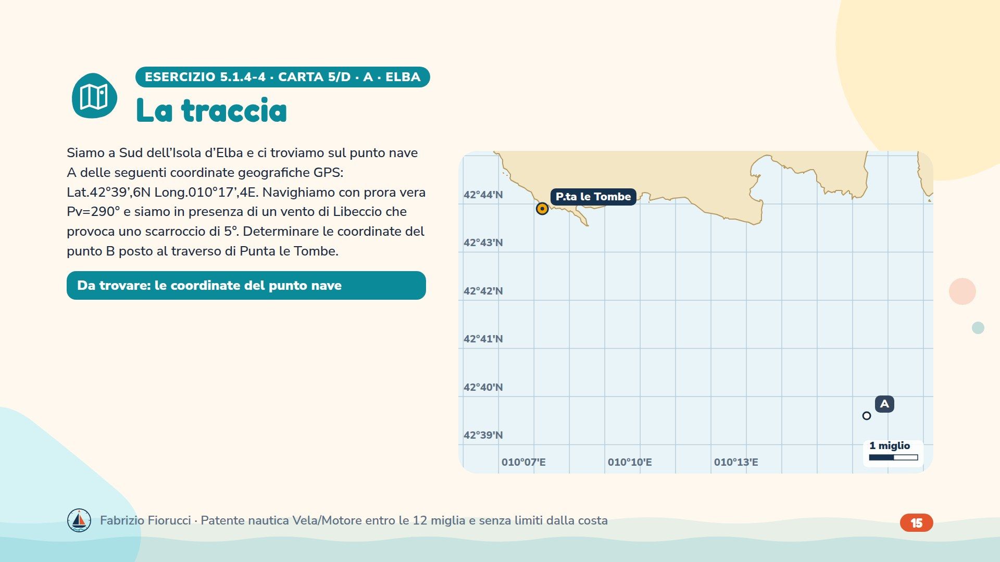 ESERCIZIO 5.1.4-4 · CARTA 5/D · A · ELBA
La traccia
Siamo a Sud dell’Isola d’Elba e ci troviamo sul punto nave
A delle seguenti coordinate geografiche GPS:
Lat.42°39’,6N Long.010°17’,4E. Navighiamo con prora vera
Pv=290° e siamo in presenza di un vento di Libeccio che
provoca uno scarroccio di 5°. Determinare le coordinate del
punto B posto al traverso di Punta le Tombe.
Da trovare: le coordinate del punto nave
42°44'N
P.ta le Tombe
42°43'N
42°42'N
42°41'N
42°40'N
A
42°39'N
1 miglio
010°07'E
010°10'E
010°13'E
Fabrizio Fiorucci · Patente nautica Vela/Motore entro le 12 miglia e senza limiti dalla costa
15